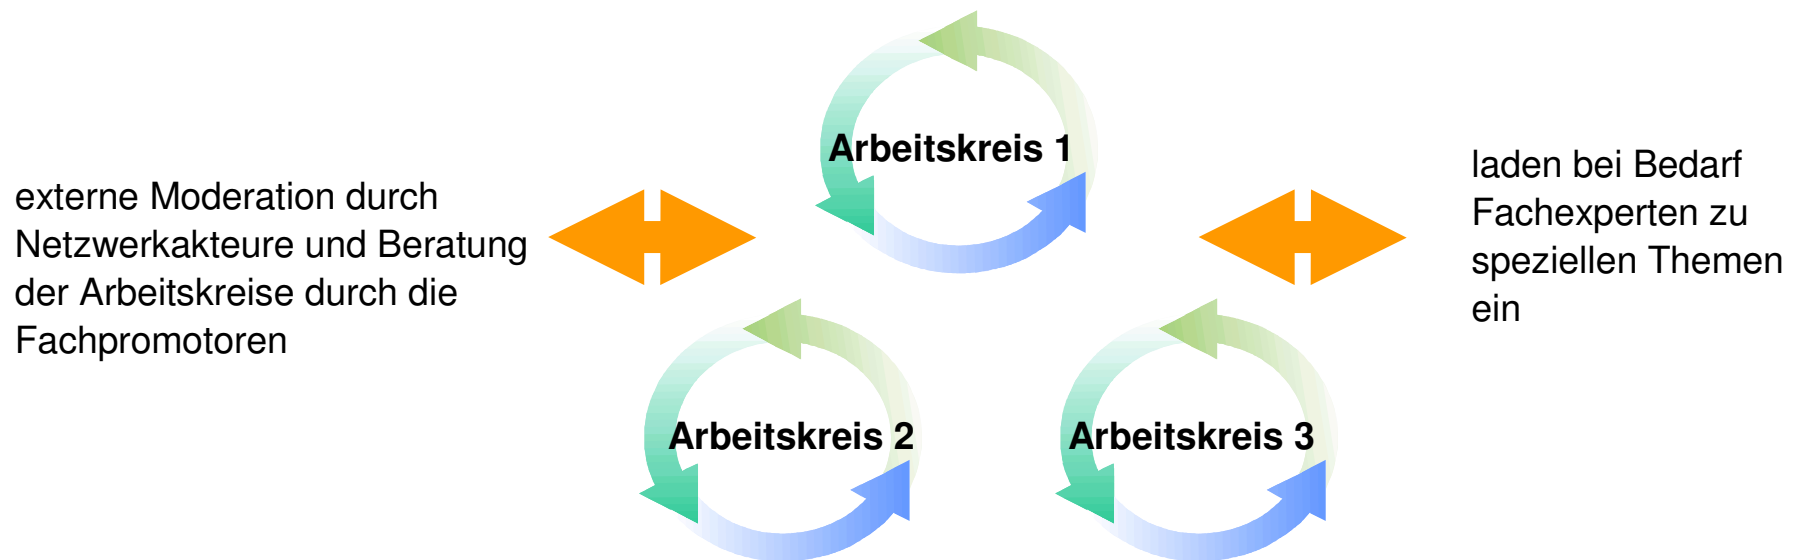 externe Moderation durch
Netzwerkakteure und Beratung
der Arbeitskreise durch die
Fachpromotoren
Arbeitskreis 1
Arbeitskreis 2
Arbeitskreis 3
laden bei Bedarf
Fachexperten zu
speziellen Themen
ein